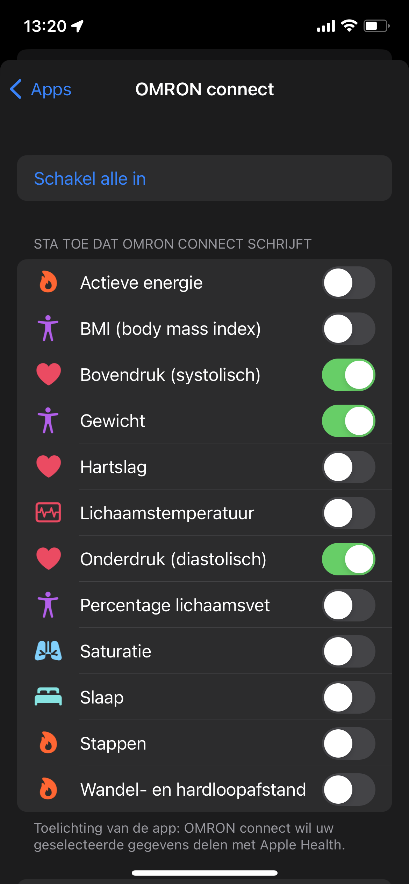 13:20
Apps
OMRON connect
Schakel alle in
STA TOE DAT OMRON CONNECT SCHRIJFT
Actieve energie
BMI (body mass index)
Bovendruk (systolisch)
Gewicht
Hartslag
Lichaamstemperatuur
Onderdruk (diastolisch)
Percentage lichaamsvet
Saturatie
Slaap
Stappen
Wandel- en hardloopafstand
Toelichting van de app: OMRON connect wil uw
geselecteerde gegevens delen met Apple Health.